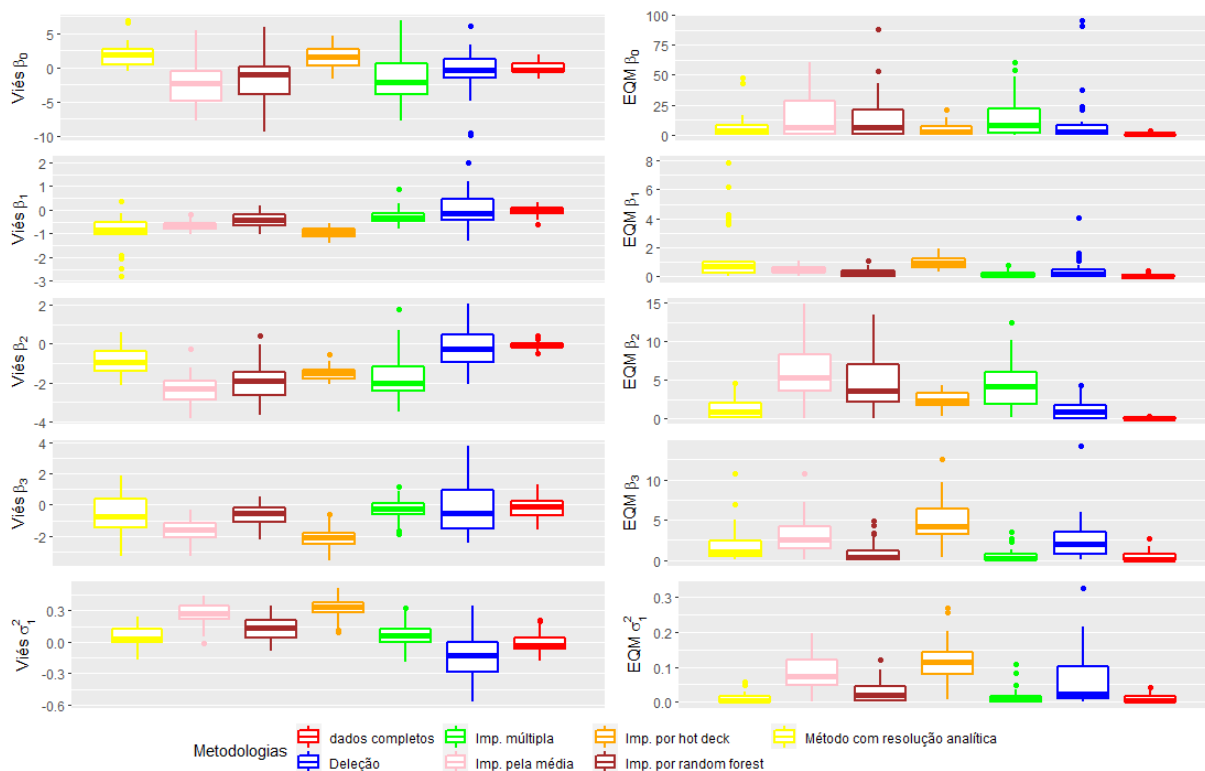 Viés β0
5
0
-5
-10
EQM β0
100
75
50
25
0
Viés β1
2
1
0
-1
-2
-3
EQM β1
8
6
4
2
0
Viés β2
2
0
-2
-4
EQM β2
15
10
5
0
Viés β3
4
2
0
-2
EQM β3
10
5
0
Viés σ₁²
0.3
0.0
-0.3
-0.6
EQM σ₁²
0.3
0.2
0.1
0.0
Metodologias
dados completos
Imp. múltipla
Imp. por hot deck
Método com resolução analítica
Deleção
Imp. pela média
Imp. por random forest